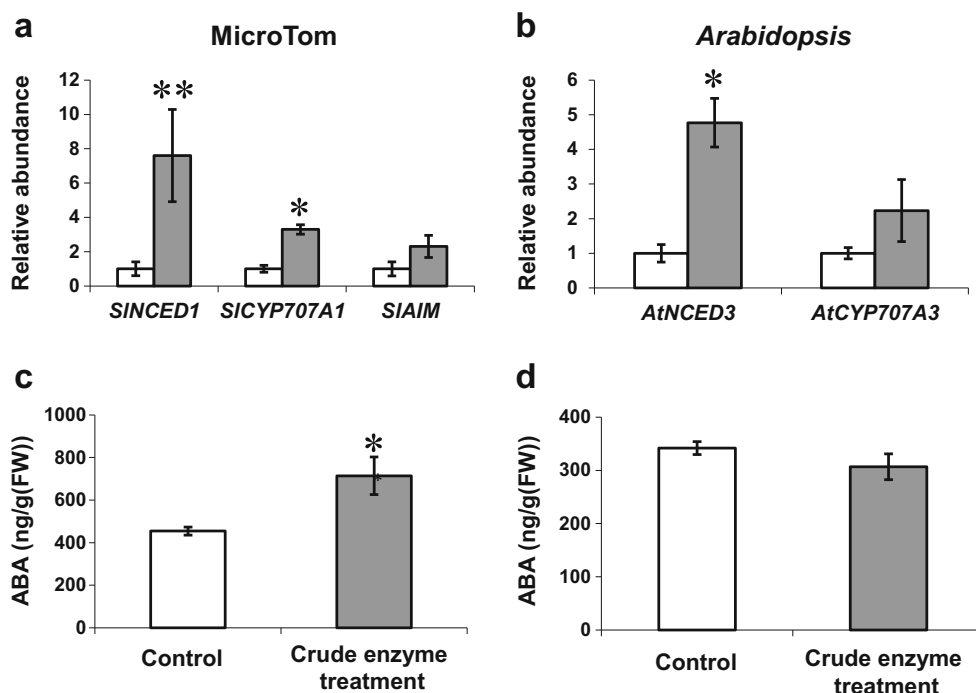 a
MicroTom
Relative abundance
12
10
8
6
4
2
0
**
*
SlNCED1 SlCYP707A1 SlAIM
b
Arabidopsis
Relative abundance
6
5
4
3
2
1
0
*
AtNCED3 AtCYP707A3
c
ABA (ng/g(FW))
1000
800
600
400
200
0
*
*
Control
Crude enzyme
treatment
d
ABA (ng/g(FW))
400
300
200
100
0
Control
Crude enzyme
treatment